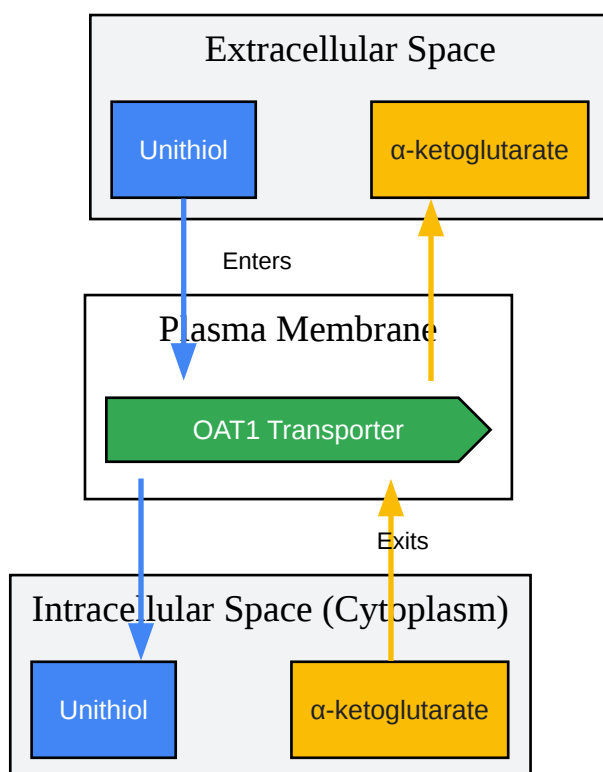 Extracellular Space
Unithiol
α-ketoglutarate
Enters
Plasma Membrane
OAT1 Transporter
Exits
Intracellular Space (Cytoplasm)
Unithiol
α-ketoglutarate